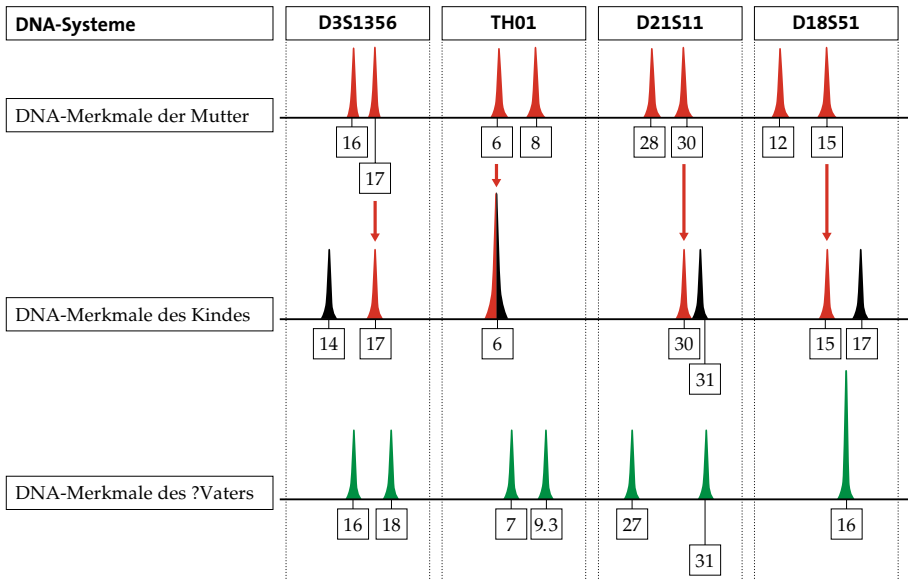 DNA-Systeme D3S1356 TH01 D21S11 D18S51
DNA-Merkmale der Mutter
16 6 8 28 30 12 15
17
DNA-Merkmale des Kindes
14 17 6 30 15 17
31
DNA-Merkmale des ?Vaters
16 18 7 9.3 27 16
31